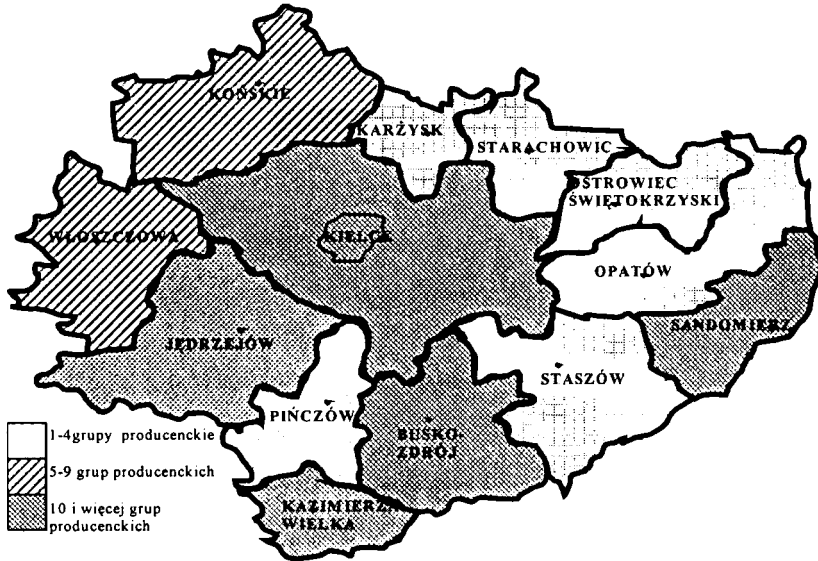 KOŃSKIE
KARŻYSK
STARACHOWIC
OSTROWIEC
ŚWIĘTOKRZYSKI
WŁOSZCZOWA
KIELCE
OPATÓW
SANDOMIERZ
JĘDRZEJÓW
STASZÓW
PIŃCZÓW
BUSKO-
ZDRÓJ
KAZIMIERZA
WIELKA
1-4grupy producenckie
5-9 grup producenckich
10 i więcej grup
producenckich